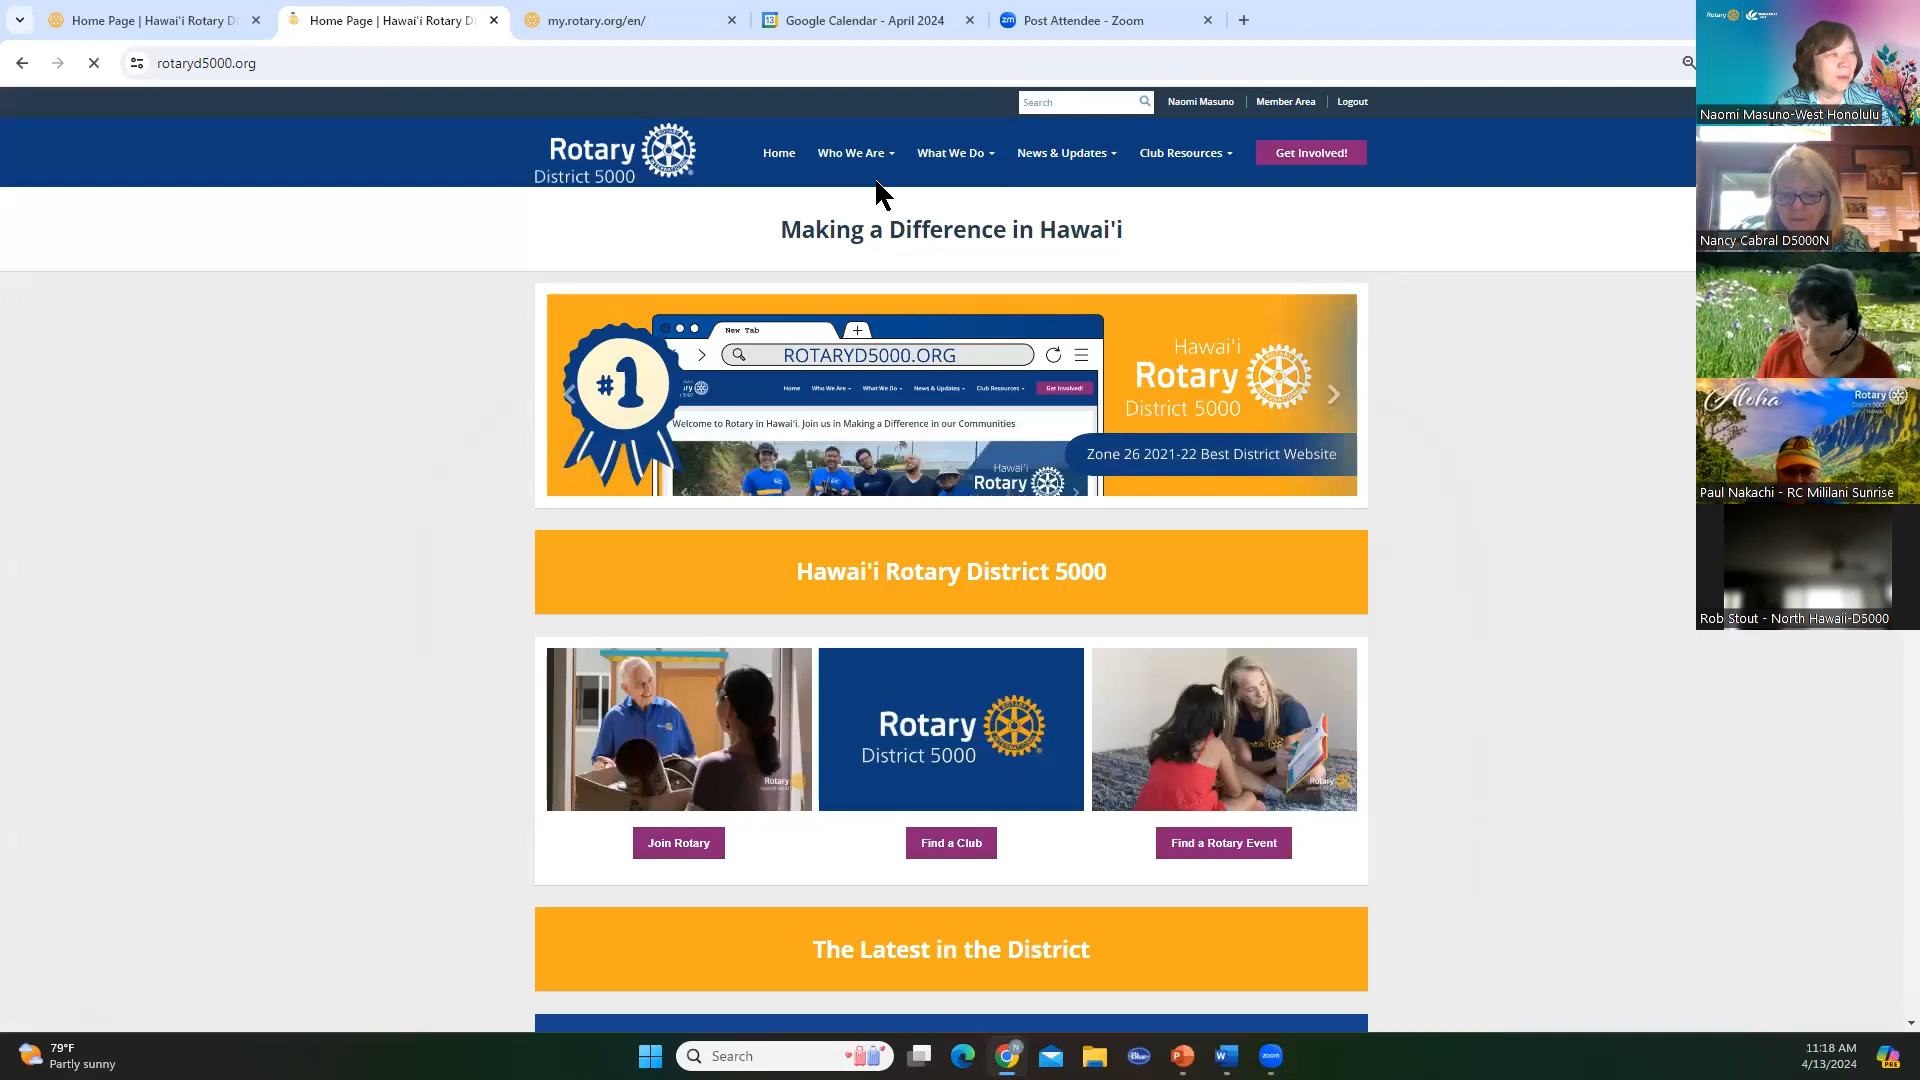 Home Page | Hawai'i Rotary D
Home Page | Hawai'i Rotary D
my.rotary.org/en/
Google Calendar - April 2024
Post Attendee - Zoom
rotaryd5000.org
Search
Naomi Masuno
Member Area
Logout
Rotary
District 5000
Home
Who We Are
What We Do
News & Updates
Club Resources
Get Involved!
Making a Difference in Hawai'i
#1
New Tab
ROTARYD5000.ORG
Home
Who We Are
What We Do
News & Updates
Club Resources
Get Involved!
Welcome to Rotary in Hawai'i. Join us in Making a Difference in our Communities
Hawai'i
Rotary
Hawai'i
Rotary
District 5000
Zone 26 2021-22 Best District Website
Hawai'i Rotary District 5000
Rotary
Rotary
District 5000
Rotary
Join Rotary
Find a Club
Find a Rotary Event
The Latest in the District
Rotary
Naomi Masuno-West Honolulu
Nancy Cabral D5000N
Aloha
Rotary
District 5000
Hawai'i
Paul Nakachi - RC Mililani Sunrise
Rob Stout - North Hawaii-D5000
79°F
Partly sunny
Search
11:18 AM
4/13/2024